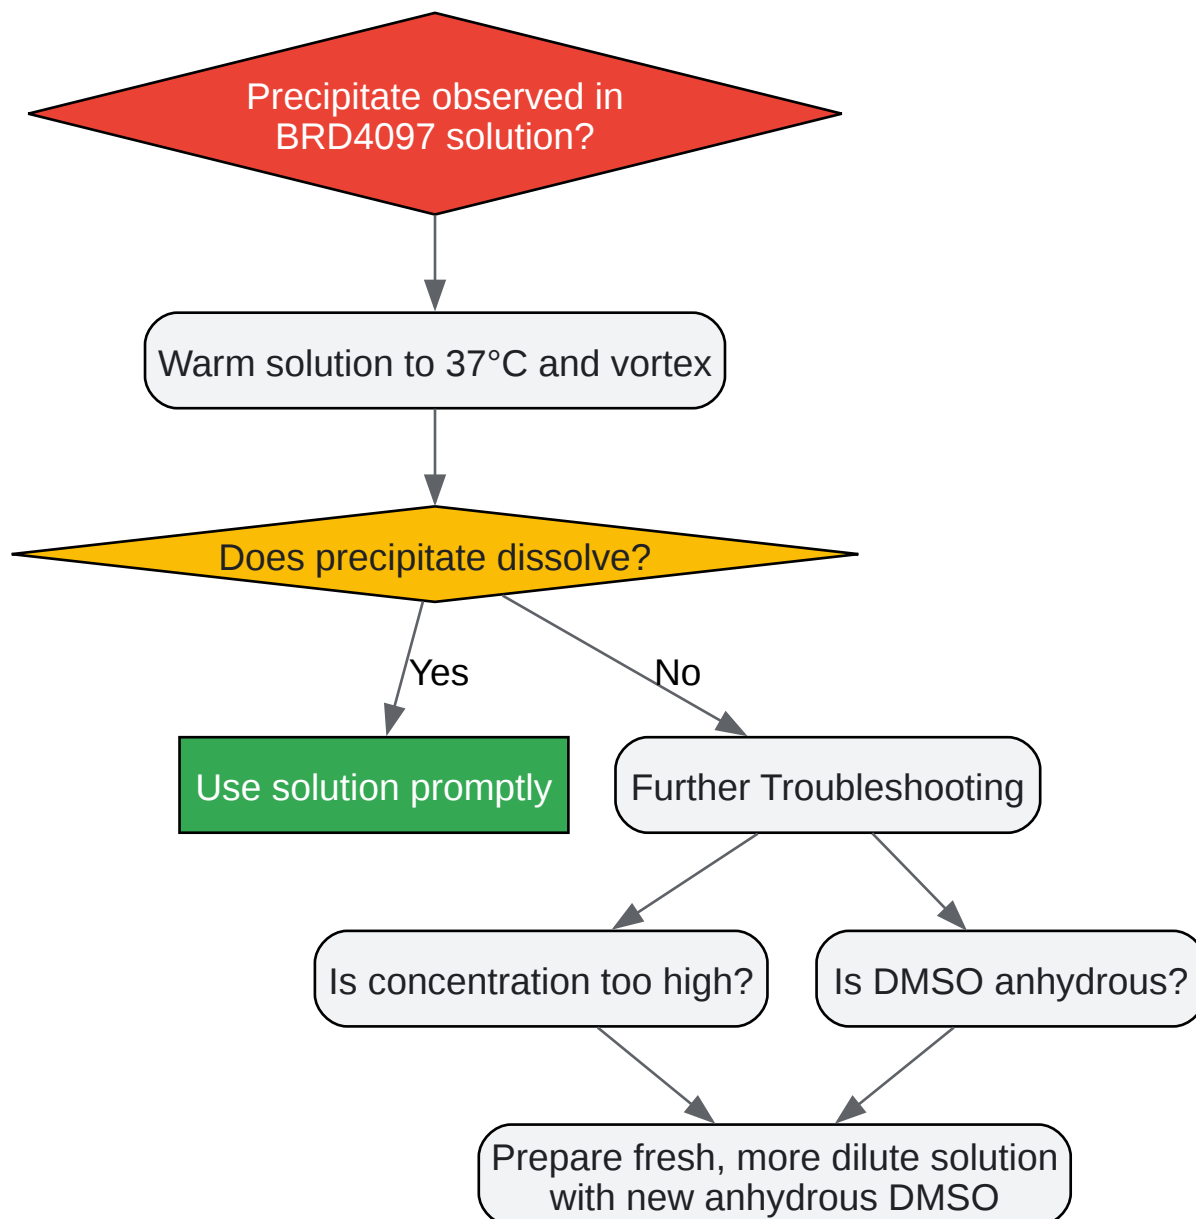 Precipitate observed in
BRD4097 solution?
Warm solution to 37°C and vortex
Does precipitate dissolve?
Yes
No
Use solution promptly
Further Troubleshooting
Is concentration too high?
Is DMSO anhydrous?
Prepare fresh, more dilute solution
with new anhydrous DMSO